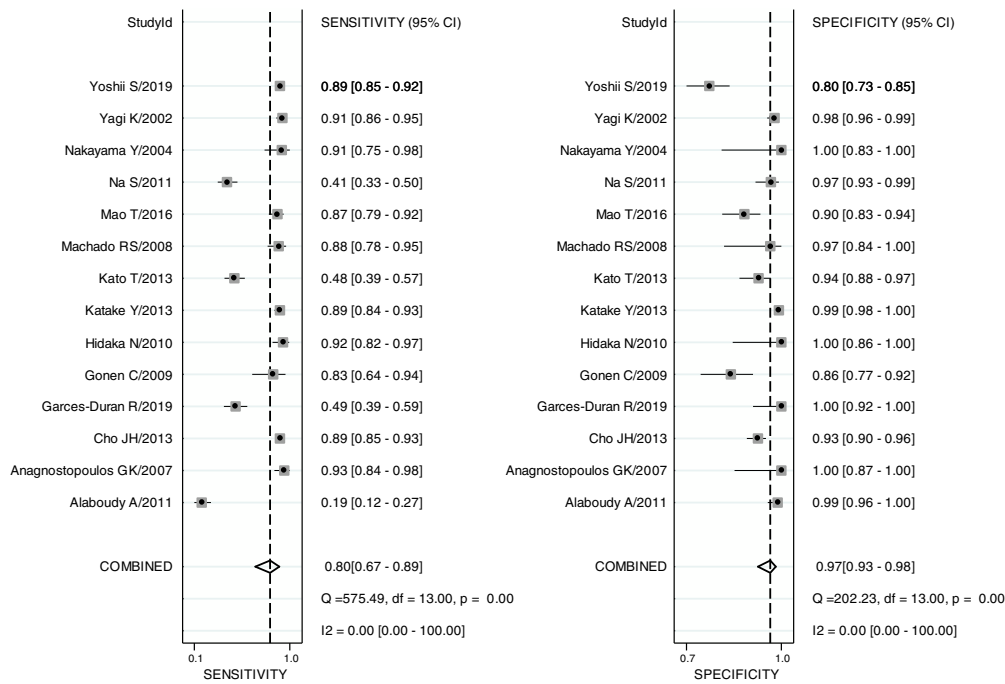 StudyId SENSITIVITY (95% CI) StudyId SPECIFICITY (95% CI)
Yoshii S/2019 0.89 [0.85 - 0.92] Yoshii S/2019 0.80 [0.73 - 0.85]
Yagi K/2002 0.91 [0.86 - 0.95] Yagi K/2002 0.98 [0.96 - 0.99]
Nakayama Y/2004 0.91 [0.75 - 0.98] Nakayama Y/2004 1.00 [0.83 - 1.00]
Na S/2011 0.41 [0.33 - 0.50] Na S/2011 0.97 [0.93 - 0.99]
Mao T/2016 0.87 [0.79 - 0.92] Mao T/2016 0.90 [0.83 - 0.94]
Machado RS/2008 0.88 [0.78 - 0.95] Machado RS/2008 0.97 [0.84 - 1.00]
Kato T/2013 0.48 [0.39 - 0.57] Kato T/2013 0.94 [0.88 - 0.97]
Katake Y/2013 0.89 [0.84 - 0.93] Katake Y/2013 0.99 [0.98 - 1.00]
Hidaka N/2010 0.92 [0.82 - 0.97] Hidaka N/2010 1.00 [0.86 - 1.00]
Gonen C/2009 0.83 [0.64 - 0.94] Gonen C/2009 0.86 [0.77 - 0.92]
Garces-Duran R/2019 0.49 [0.39 - 0.59] Garces-Duran R/2019 1.00 [0.92 - 1.00]
Cho JH/2013 0.89 [0.85 - 0.93] Cho JH/2013 0.93 [0.90 - 0.96]
Anagnostopoulos GK/2007 0.93 [0.84 - 0.98] Anagnostopoulos GK/2007 1.00 [0.87 - 1.00]
Alaboudy A/2011 0.19 [0.12 - 0.27] Alaboudy A/2011 0.99 [0.96 - 1.00]
COMBINED 0.80[0.67 - 0.89] COMBINED 0.97[0.93 - 0.98]
Q =575.49, df = 13.00, p = 0.00 Q =202.23, df = 13.00, p = 0.00
I2 = 0.00 [0.00 - 100.00] I2 = 0.00 [0.00 - 100.00]
0.1 1.0 0.7 1.0
SENSITIVITY SPECIFICITY